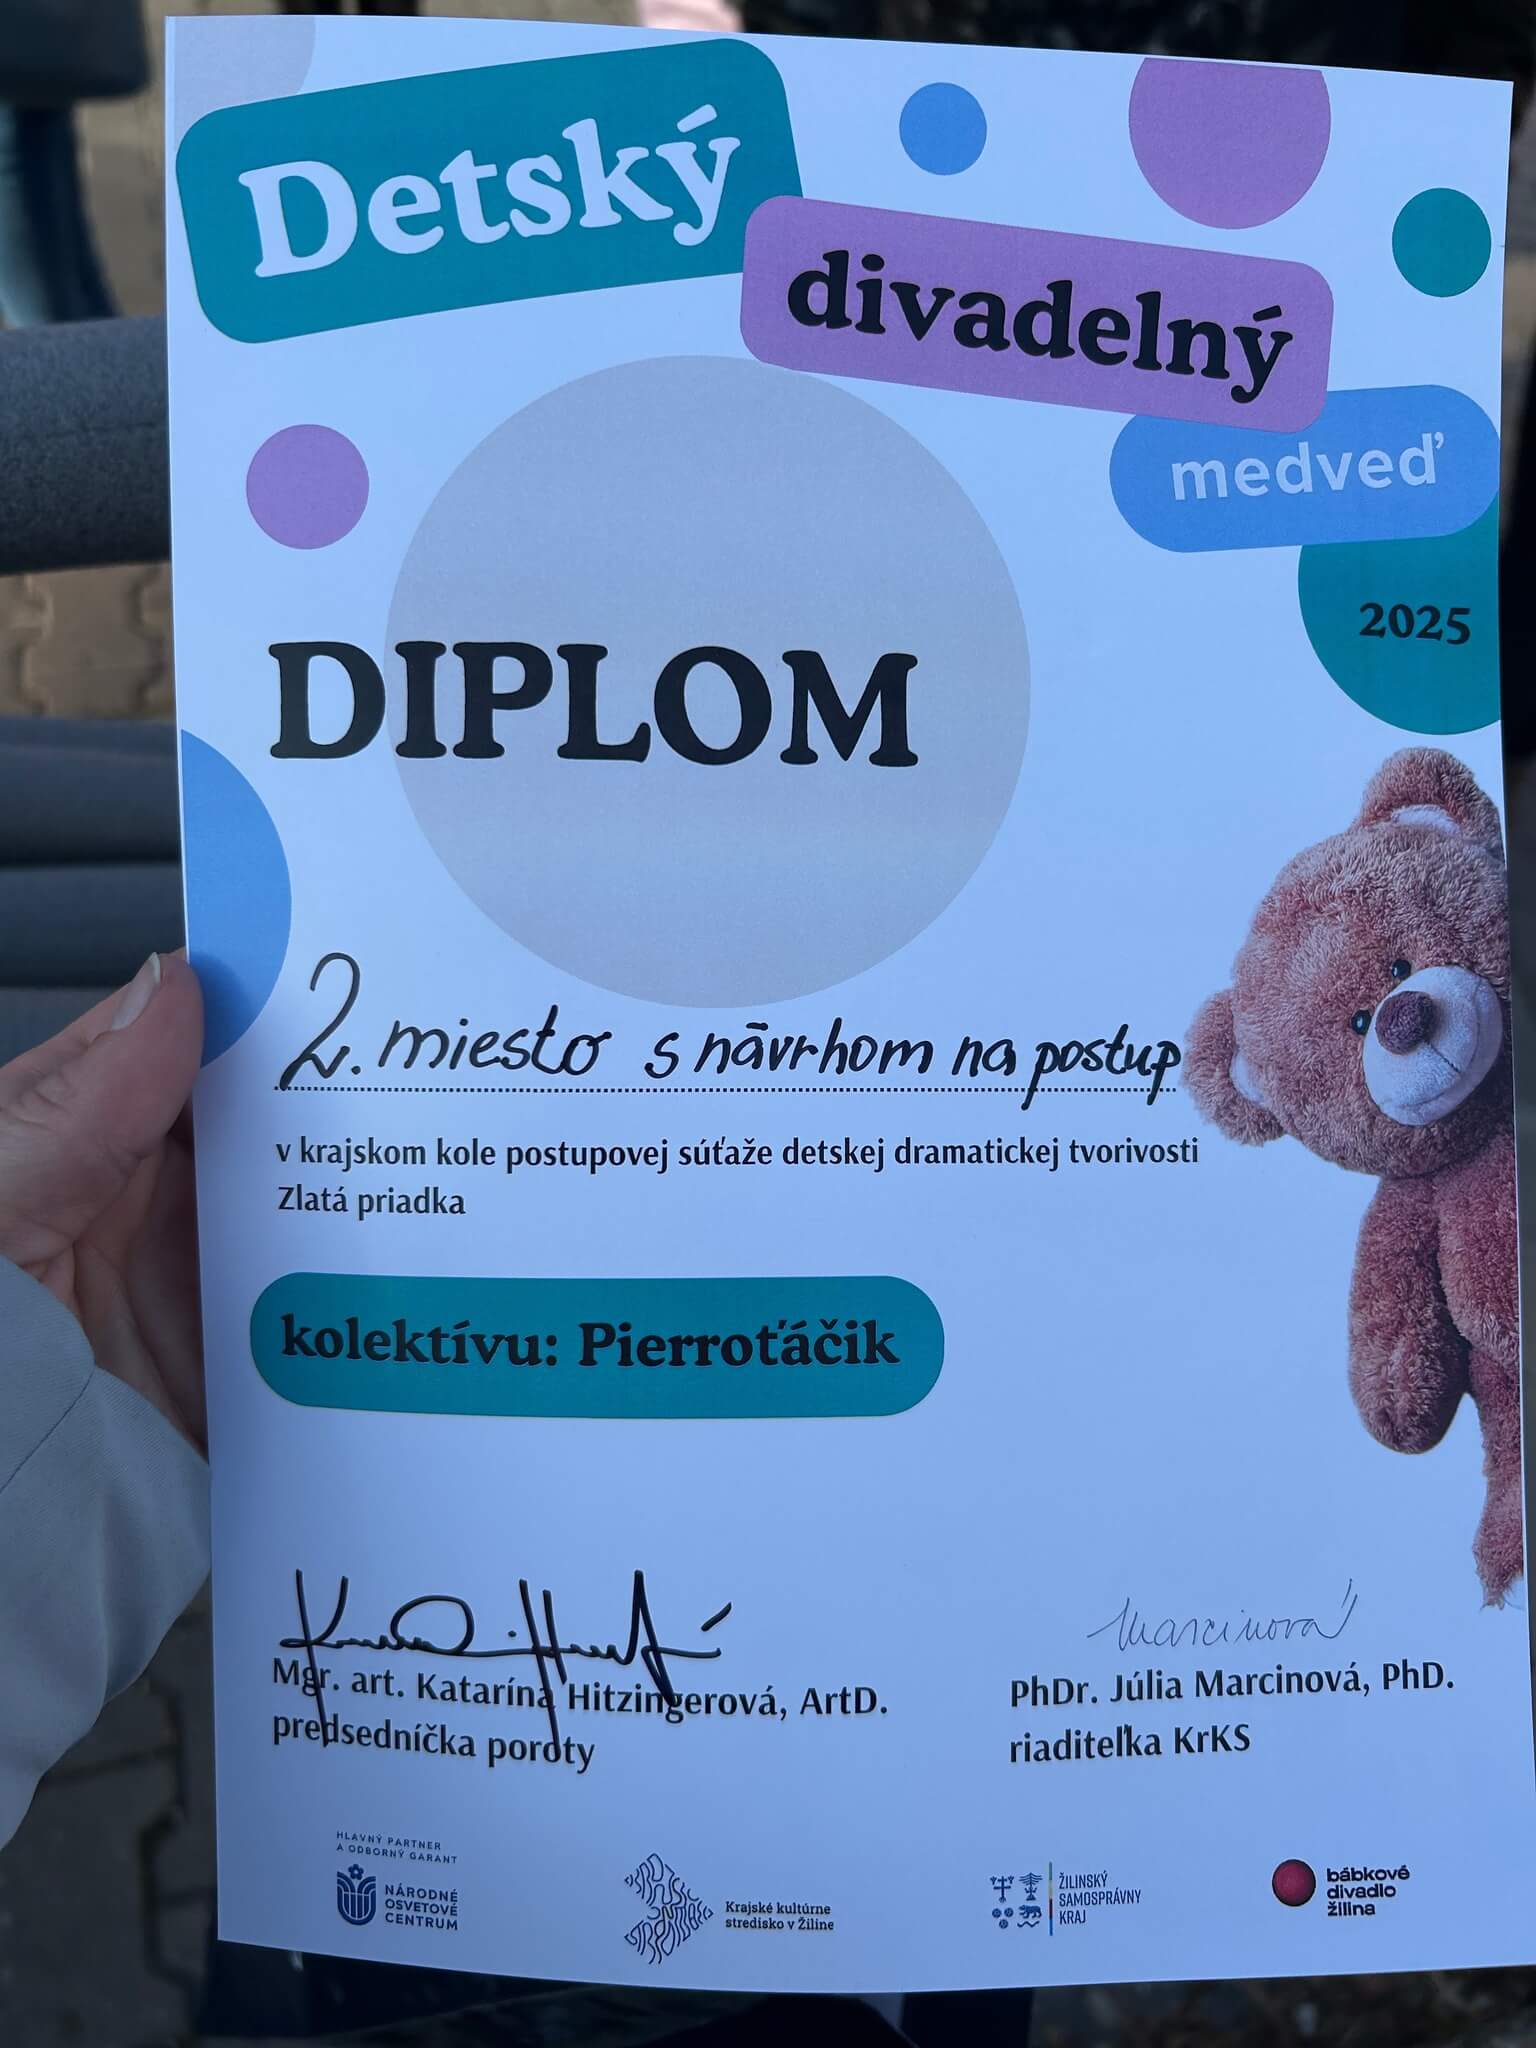 Detský
divadelný
medveď
2025
DIPLOM
2. miesto s návrhom na postup
v krajskom kole postupovej súťaže detskej dramatickej tvorivosti
Zlatá priadka
kolektívu: Pierroťáčik
Marcinová
Mgr. art. Katarína Hitzingerová, ArtD.
predsedníčka poroty
PhDr. Júlia Marcinová, PhD.
riaditeľka KrKS
HLAVNÝ PARTNER
A ODBORNÝ GARANT
NÁRODNÉ
OSVETOVÉ
CENTRUM
Krajské kultúrne
stredisko v Žiline
ŽILINSKÝ
SAMOSPRÁVNY
KRAJ
bábkové
divadlo
žilina